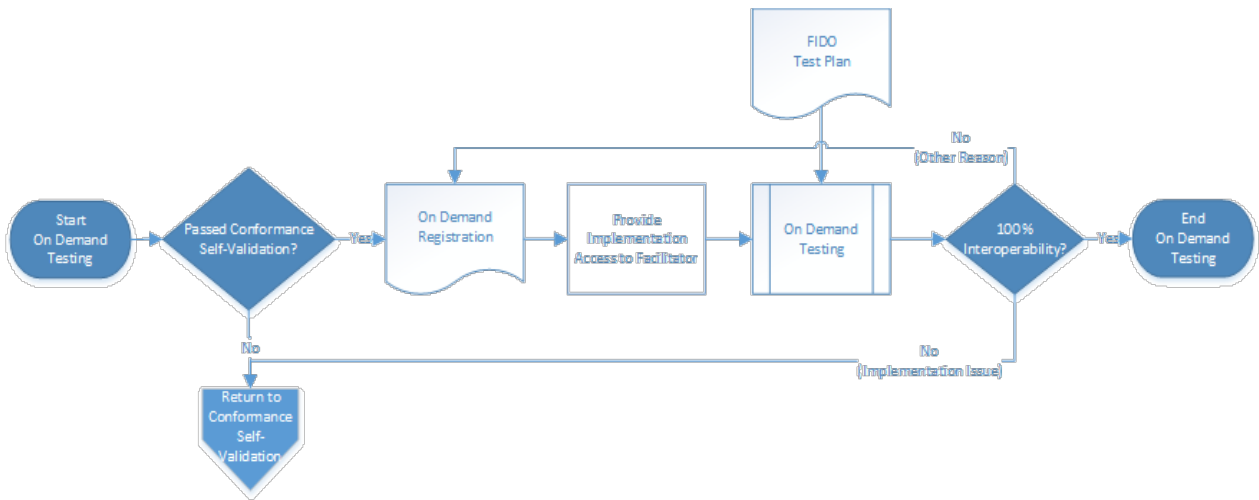 FIDO
Test Plan
No
(Other Reason)
Start
On Demand
Testing
Passed Conformance
Self-Validation?
Yes
On Demand
Registration
Provide
Implementation
Access to Facilitator
On Demand
Testing
100%
Interoperability?
Yes
End
On Demand
Testing
No
No
(Implementation Issue)
Return to
Conformance
Self-
Validation